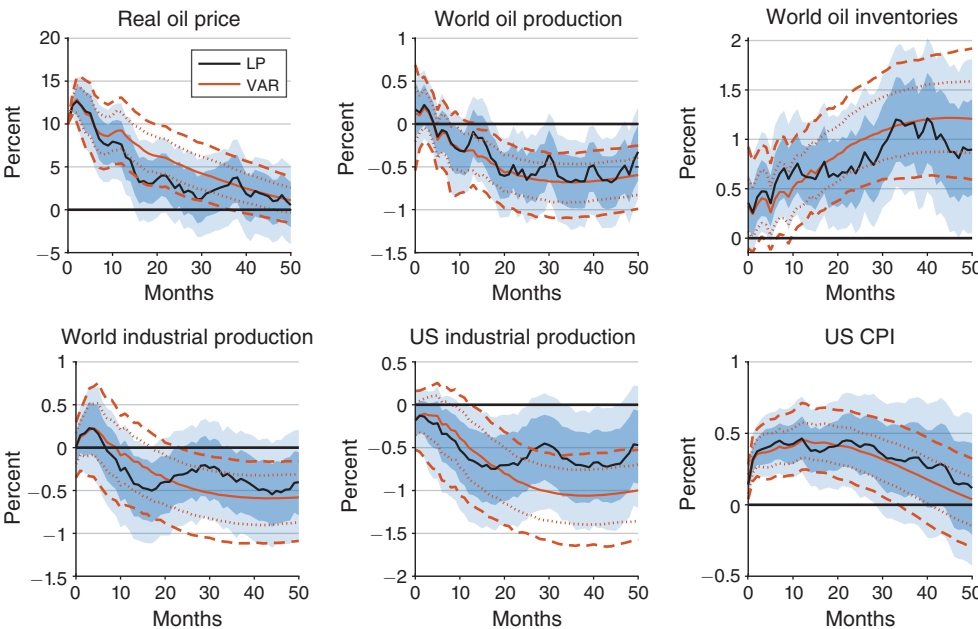 Real oil price
World oil production
World oil inventories
Percent
20
15
10
5
0
−5
LP
VAR
0 10 20 30 40 50
Months
Percent
1
0.5
0
−0.5
−1
−1.5
0 10 20 30 40 50
Months
Percent
2
1.5
1
0.5
0
0 10 20 30 40 50
Months
World industrial production
US industrial production
US CPI
Percent
1
0.5
0
−0.5
−1
−1.5
0 10 20 30 40 50
Months
Percent
0.5
0
−0.5
−1
−1.5
−2
0 10 20 30 40 50
Months
Percent
1
0.5
0
−0.5
0 10 20 30 40 50
Months